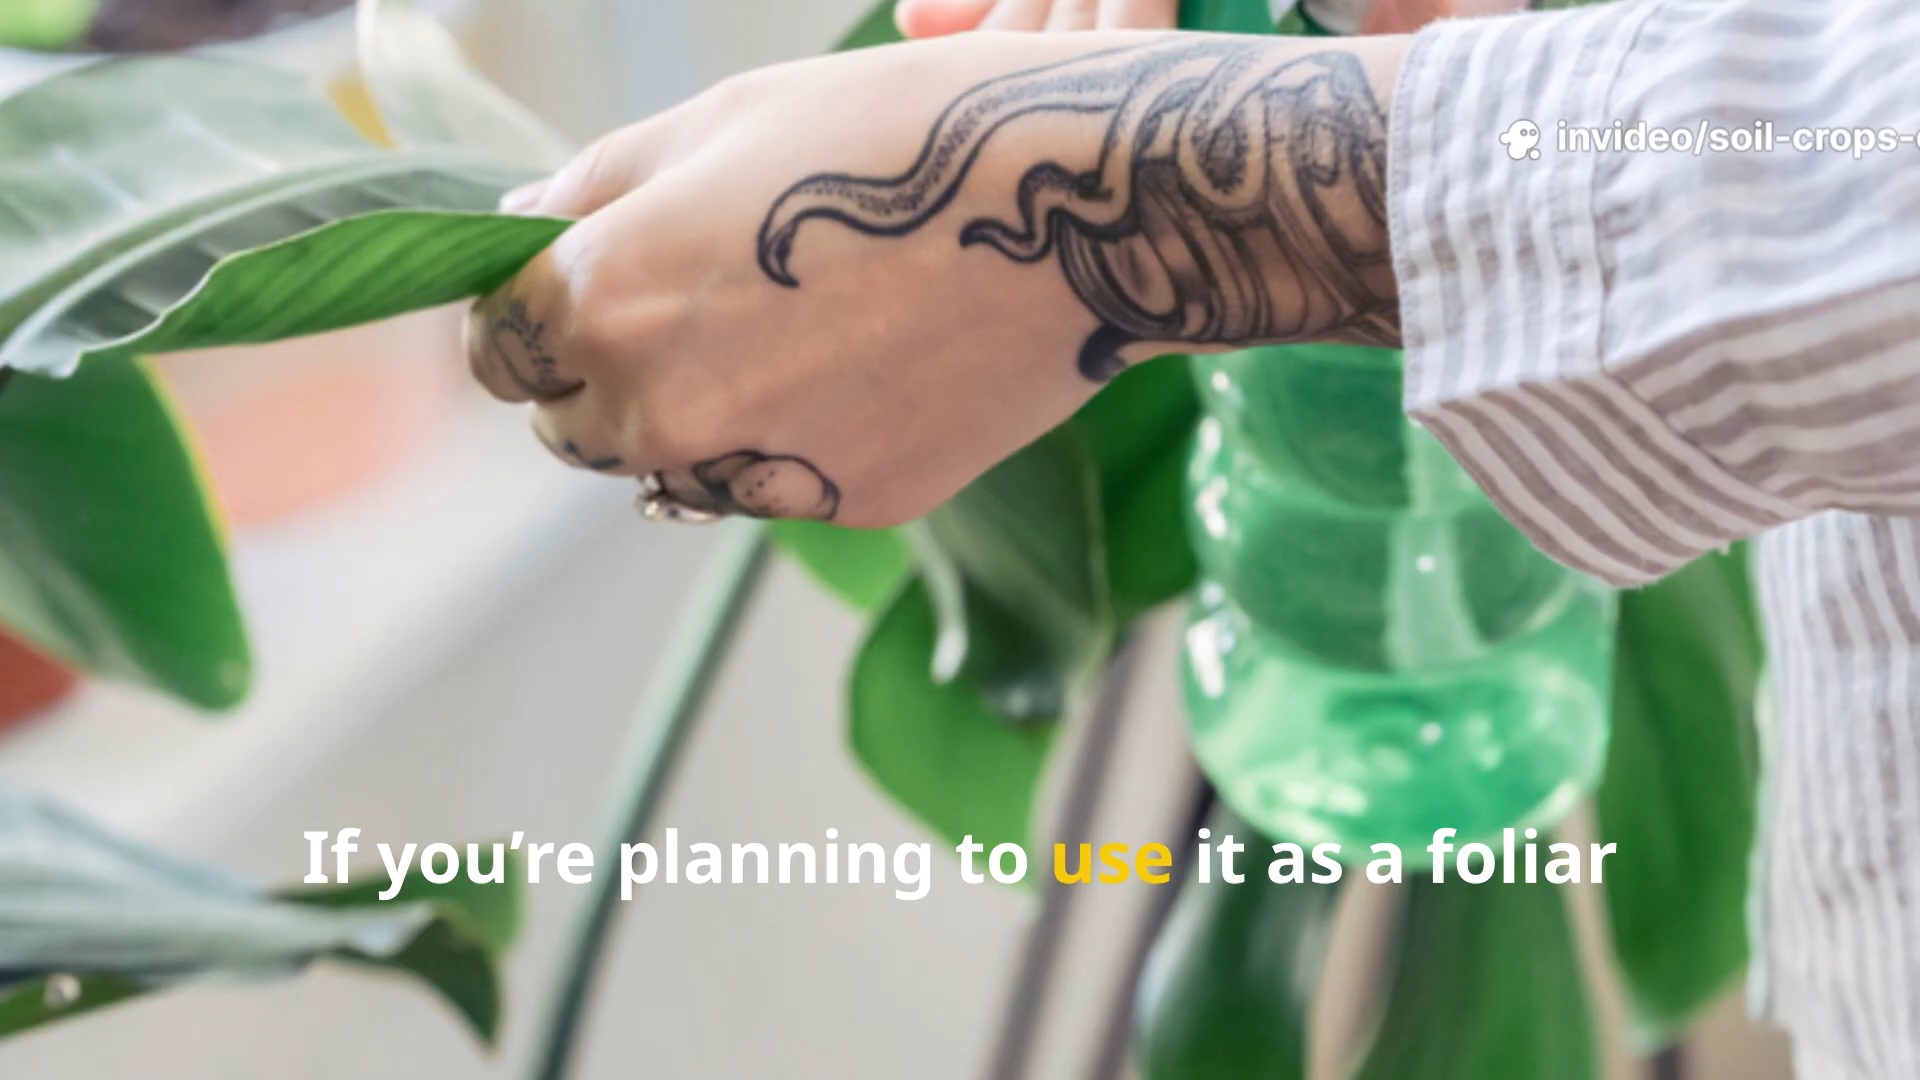 invideo/soil-crops-
If you’re planning to use it as a foliar